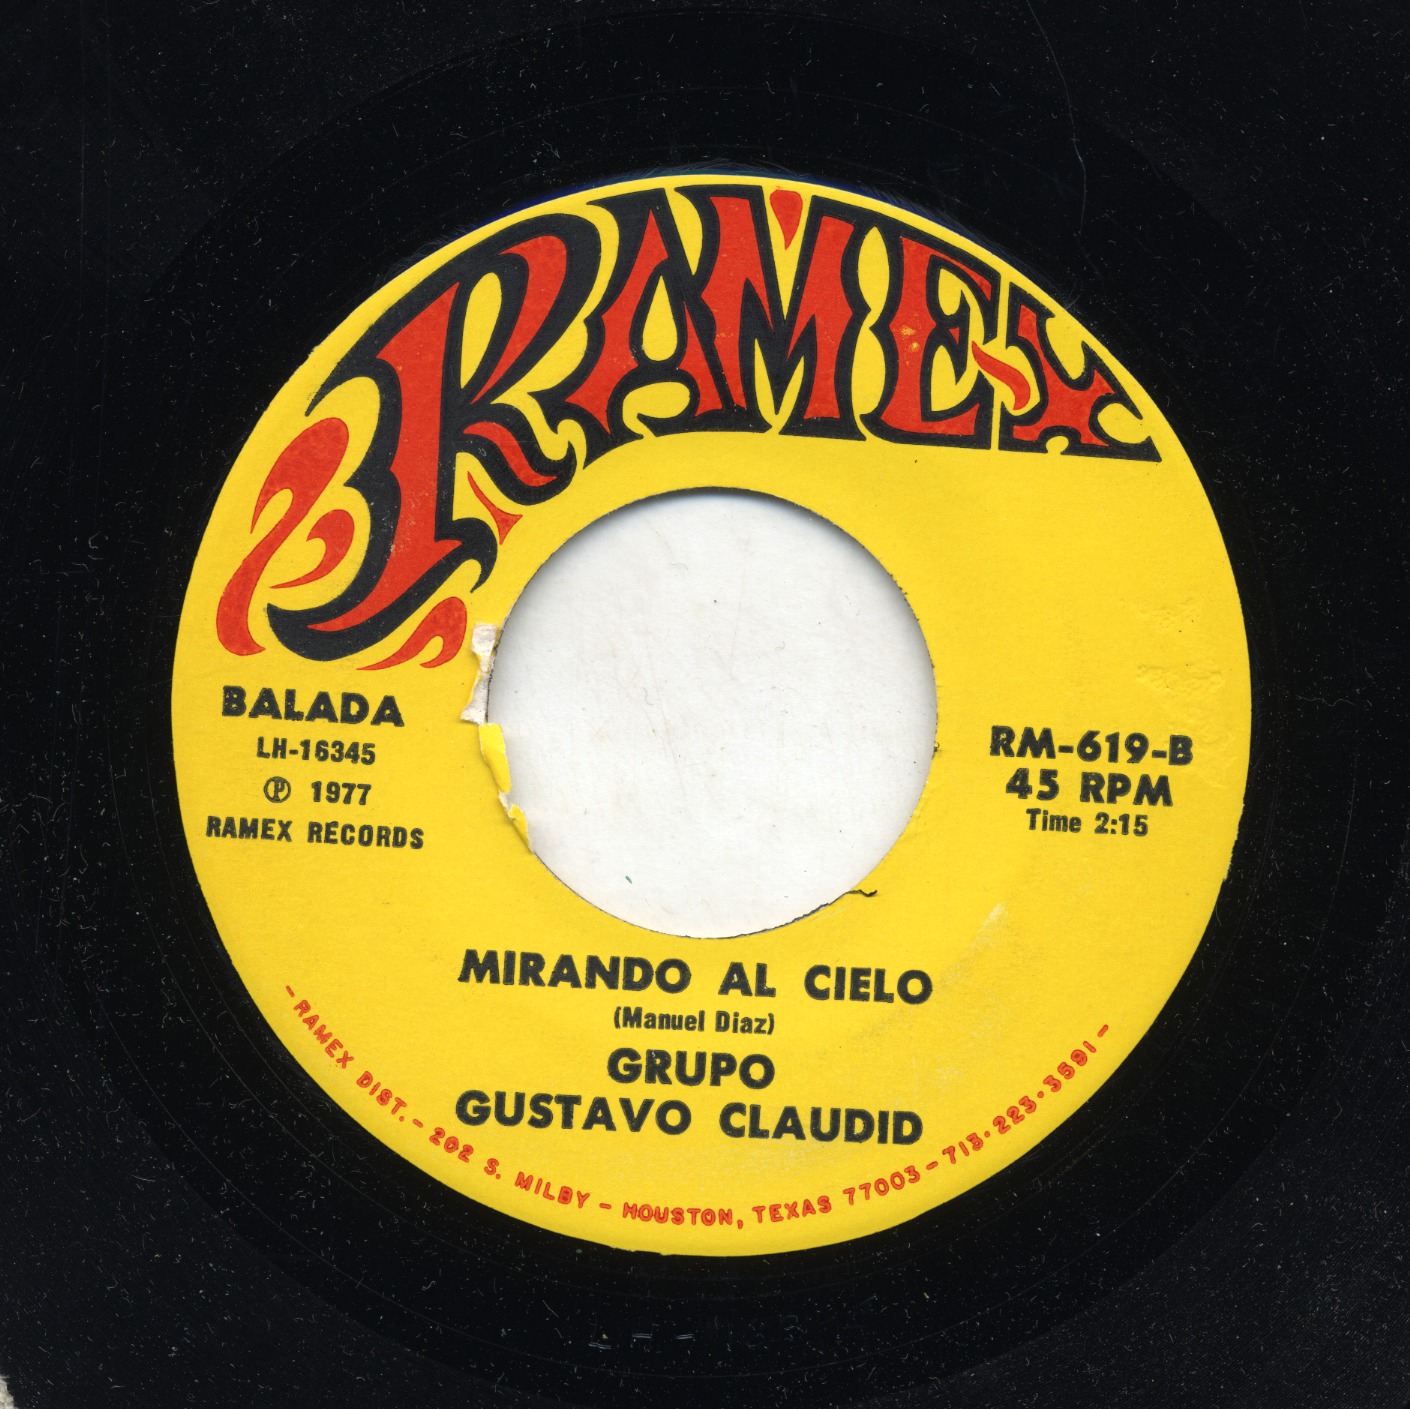 RAMEX
BALADA
LH-16345
Ⓟ 1977
RAMEX RECORDS
RM-619-B
45 RPM
Time 2:15
MIRANDO AL CIELO
(Manuel Diaz)
GRUPO
GUSTAVO CLAUDID
-RAMEX DIST. - 202 S. MILBY - HOUSTON, TEXAS 77003 - 713·223·3591 -